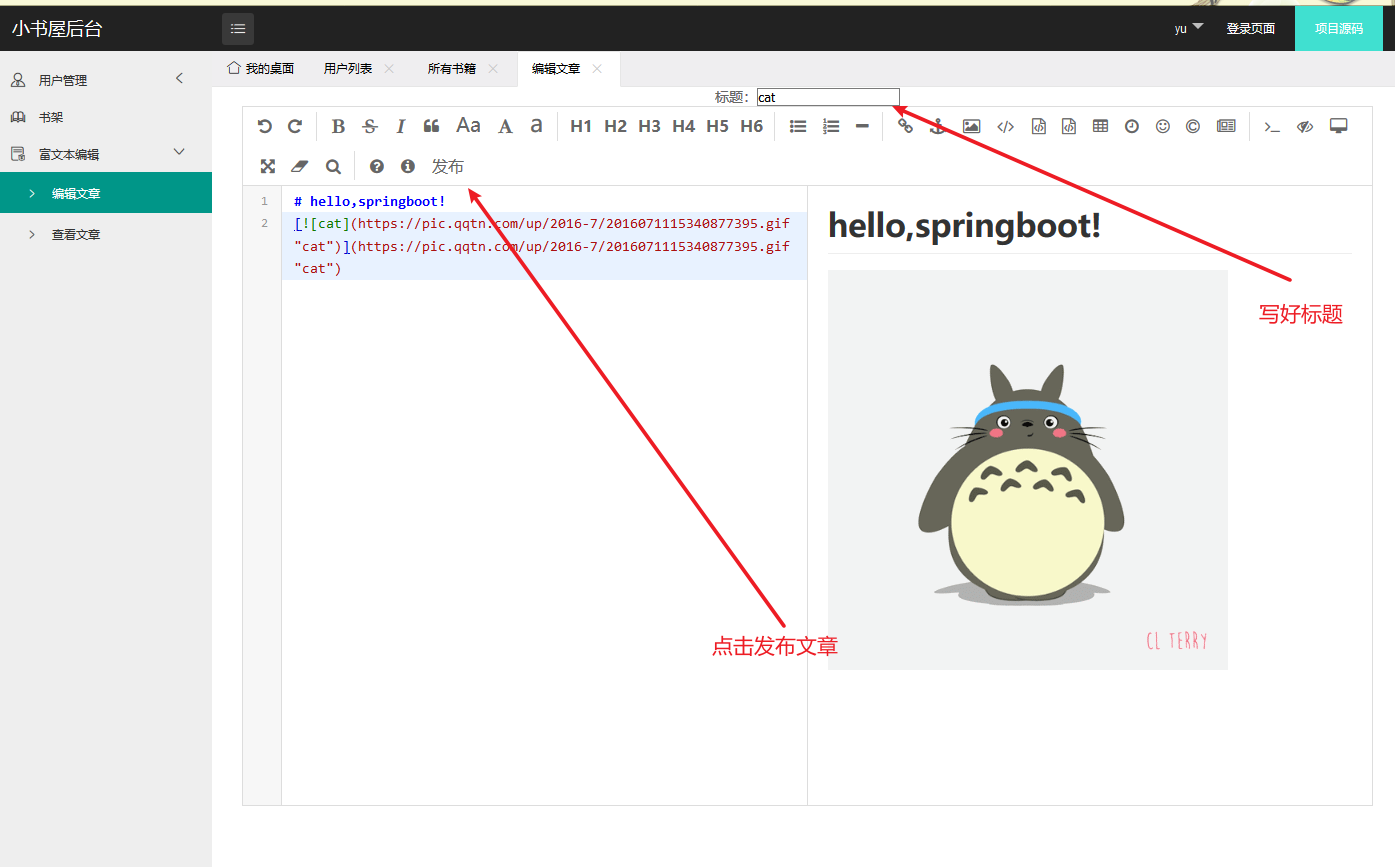 小书屋后台
yu
登录页面
项目源码
用户管理
书架
富文本编辑
编辑文章
查看文章
我的桌面
用户列表
所有书籍
编辑文章
标题：
cat
B S I “ Aa A a H1 H2 H3 H4 H5 H6
发布
1
# hello,springboot!
2
[![cat](https://pic.qqtn.com/up/2016-7/2016071115340877395.gif
"cat")](https://pic.qqtn.com/up/2016-7/2016071115340877395.gif
"cat")
hello,springboot!
写好标题
点击发布文章
CL TERRY